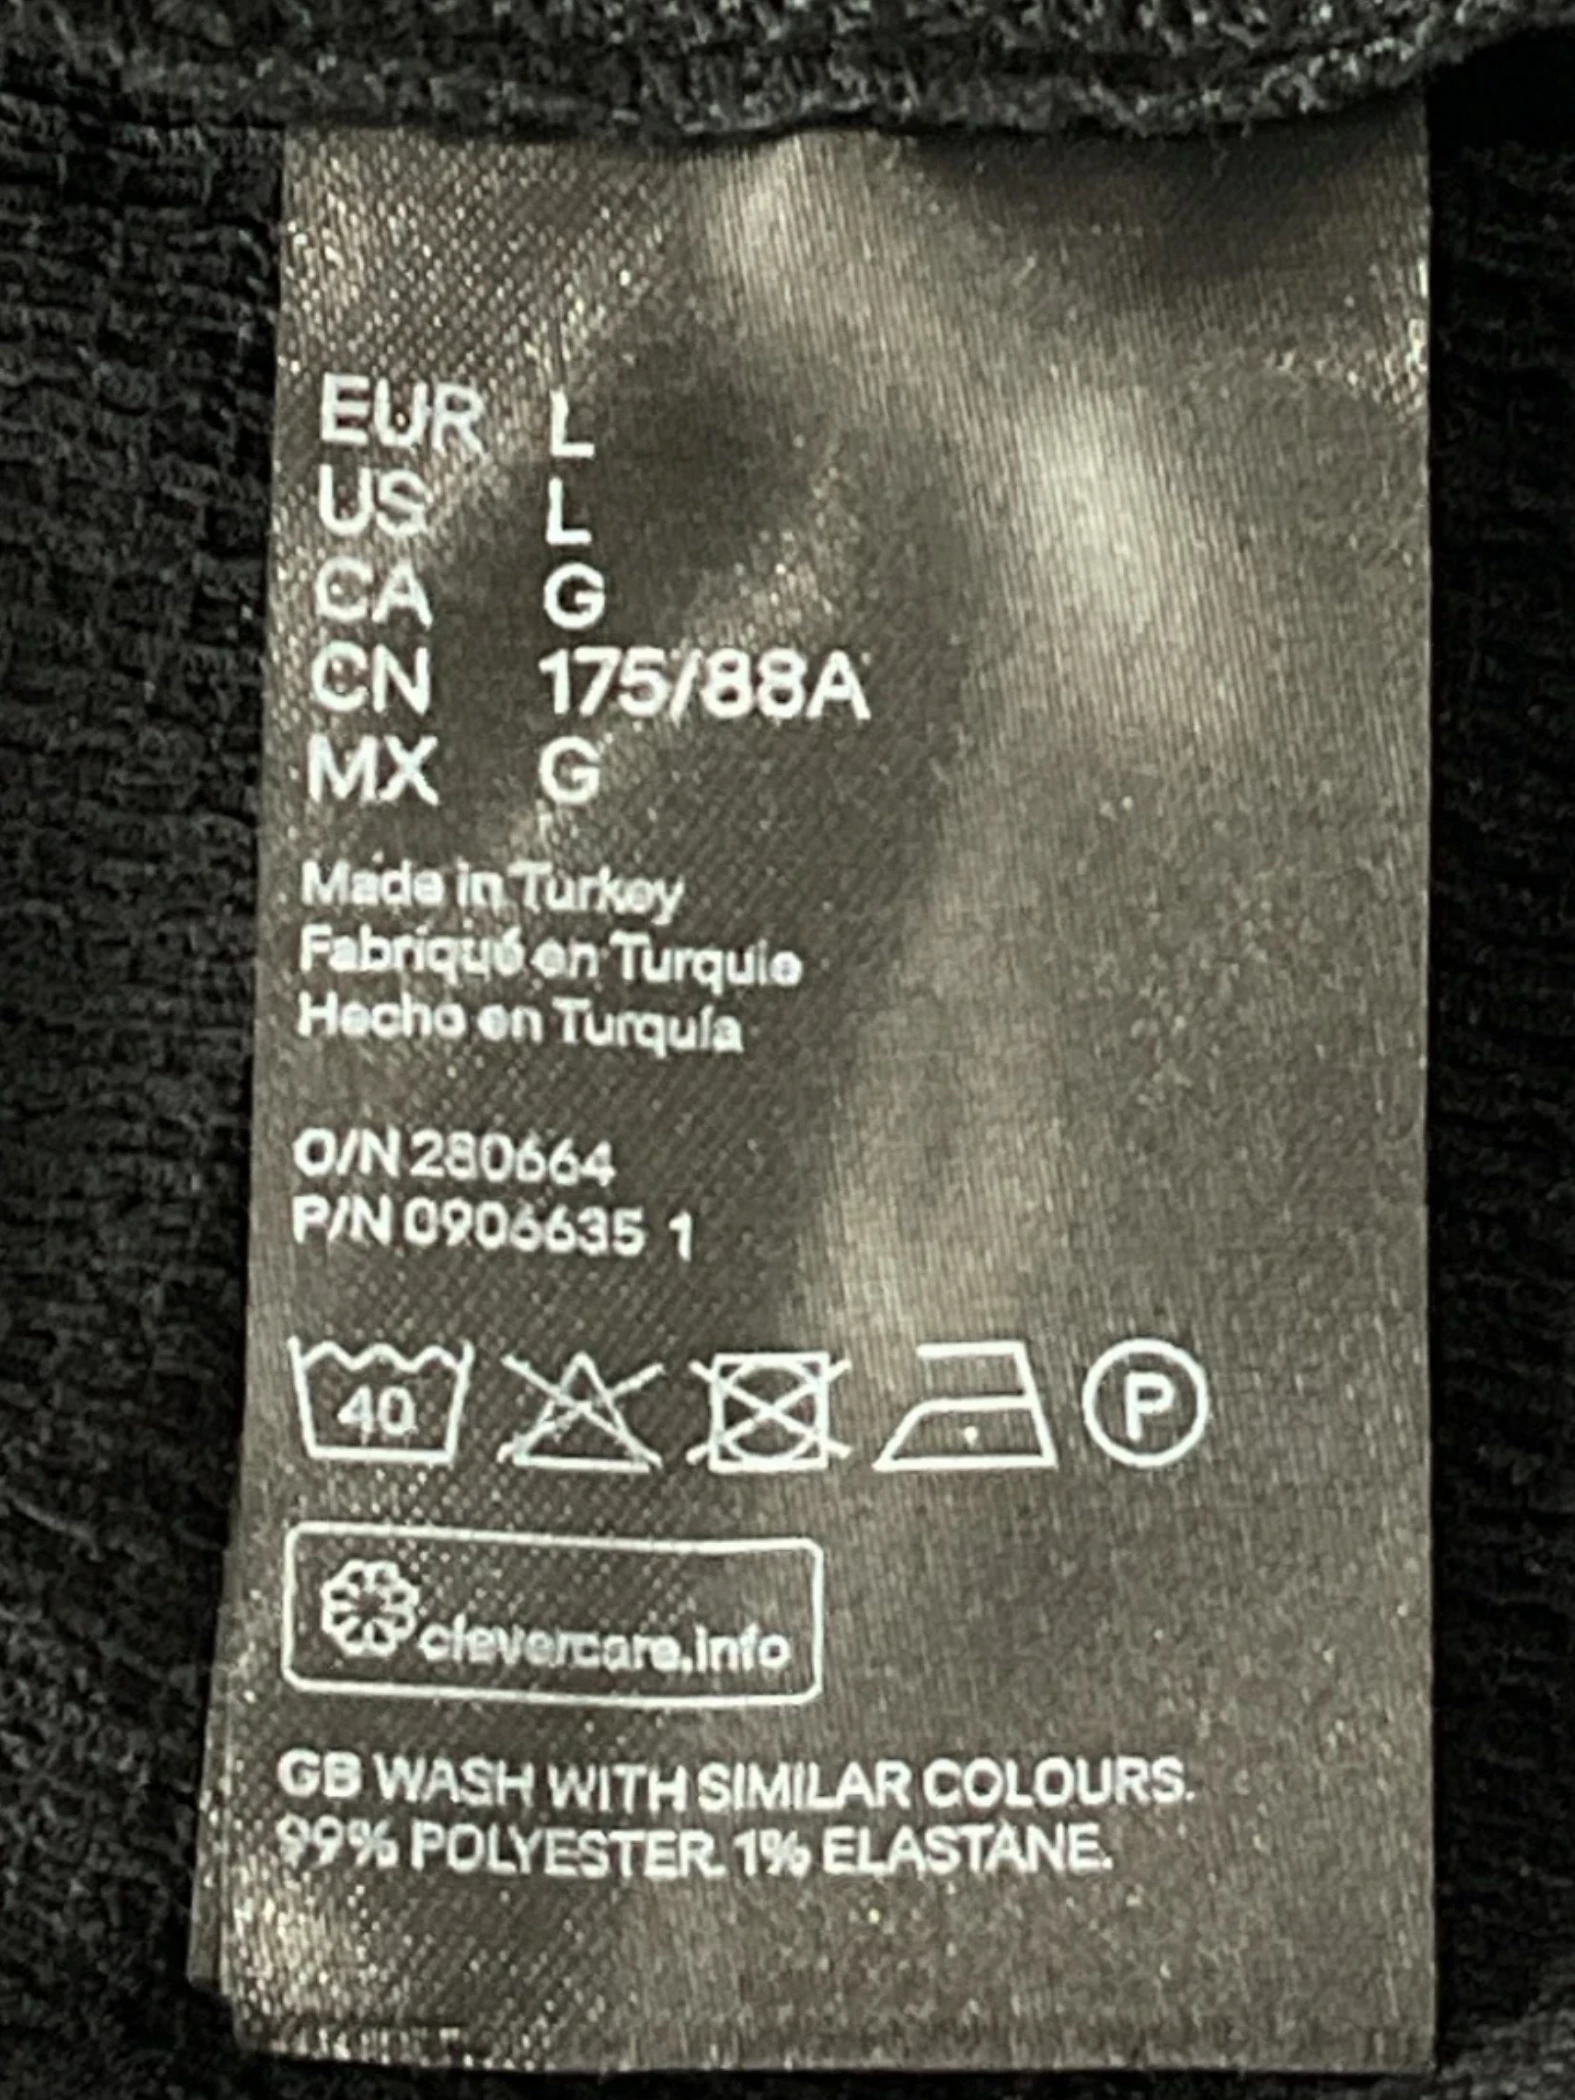 EUR L
US L
CA G
CN 175/88A
MX G
Made in Turkey
Fabriqué en Turquie
Hecho en Turquía
O/N 280664
P/N 0906635 1
40 P
clevercare.info
GB WASH WITH SIMILAR COLOURS.
99% POLYESTER. 1% ELASTANE.